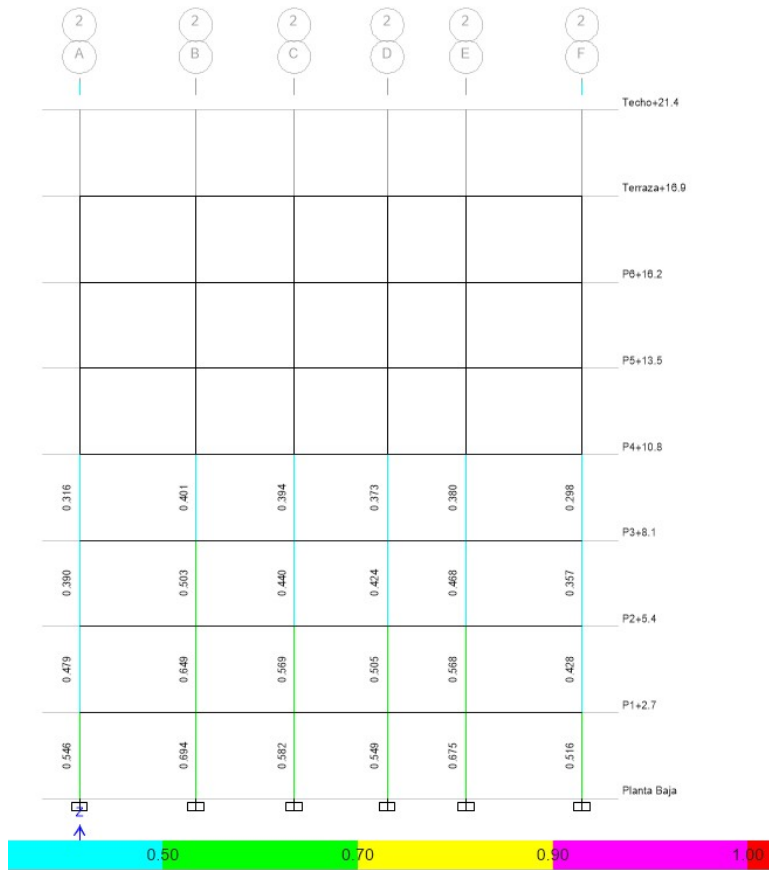 2 2 2 2 2 2
A B C D E F
Techo+21.4
Terraza+18.9
P6+16.2
P5+13.5
P4+10.8
0.316 0.401 0.394 0.373 0.380 0.298
P3+8.1
0.390 0.503 0.440 0.424 0.468 0.357
P2+5.4
0.479 0.649 0.569 0.505 0.568 0.428
P1+2.7
0.546 0.694 0.582 0.549 0.675 0.516
Planta Baja
Z
0.50 0.70 0.90 1.00